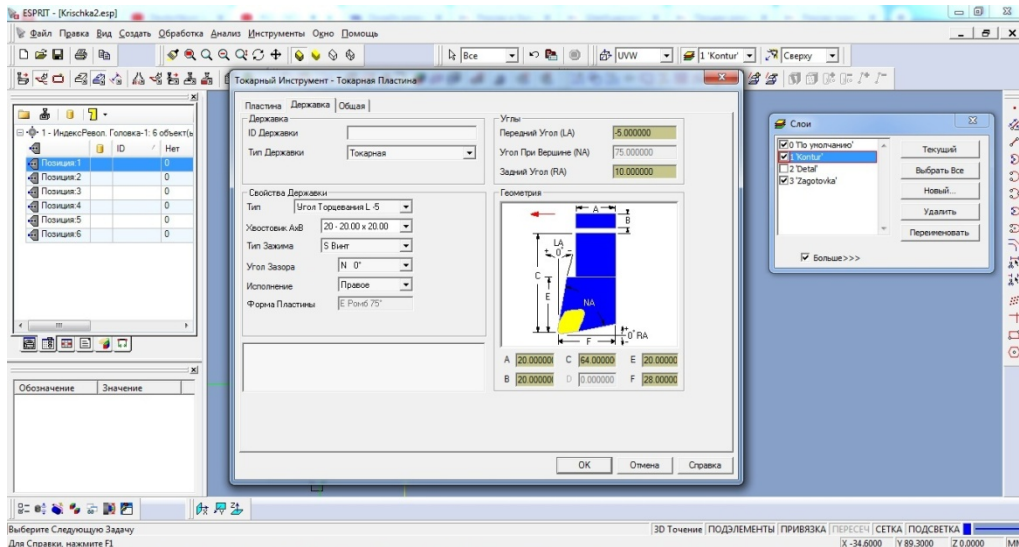 ESPRIT - [Krischka2.esp]
Файл Правка Вид Создать Обработка Анализ Инструменты Окно Помощь
Все
UVW
1 'Kontur'
Сверху
Токарный Инструмент - Токарная Пластина
1 - ИндексРевол. Головка-1: 6 объект(ь
ID Нет
Позиция:1 0
Позиция:2 0
Позиция:3 0
Позиция:4 0
Позиция:5 0
Позиция:6 0
Обозначение Значение
Пластина Державка Общая
Державка
ID Державки
Тип Державки Токарная
Свойства Державки
Тип Угол Торцевания L -5
Хвостовик AxB 20 - 20.00 x 20.00
Тип Зажима S Винт
Угол Зазора N 0°
Исполнение Правое
Форма Пластины E Ромб 75°
Углы
Передний Угол (LA) -5.000000
Угол При Вершине (NA) 75.000000
Задний Угол (RA) 10.000000
Геометрия
A
B
LA
+ 0° -
C
E
NA
0° RA
F
A 20.00000 C 64.00000 E 20.00000
B 20.00000 D 0.000000 F 28.00000
OK Отмена Справка
Слои
0 'По умолчанию'
1 'Kontur'
2 'Detal'
3 'Zagotovka'
Текущий
Выбрать Все
Новый...
Удалить
Переименовать
Больше>>>
Выберите Следующую Задачу
3D Точение ПОДЭЛЕМЕНТЫ ПРИВЯЗКА ПЕРЕСЕЧ СЕТКА ПОДСВЕТКА
Для Справки, нажмите F1
X -34.6000 Y 89.3000 Z 0.0000 MM